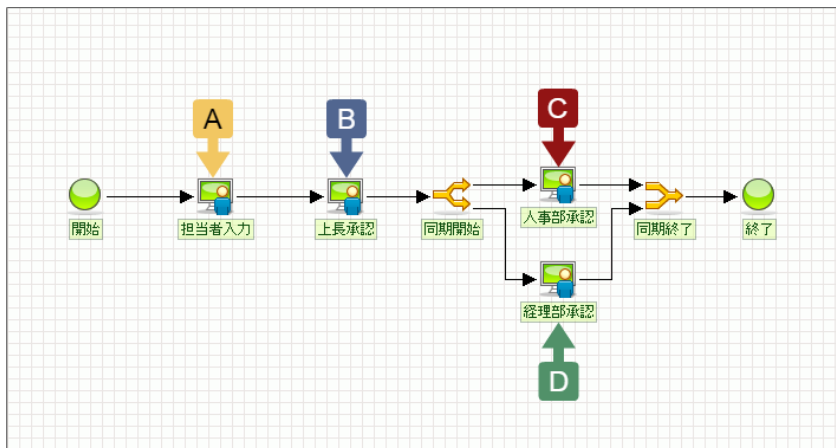 A
B
C
D
開始
担当者入力
上長承認
同期開始
人事部承認
同期終了
終了
経理部承認